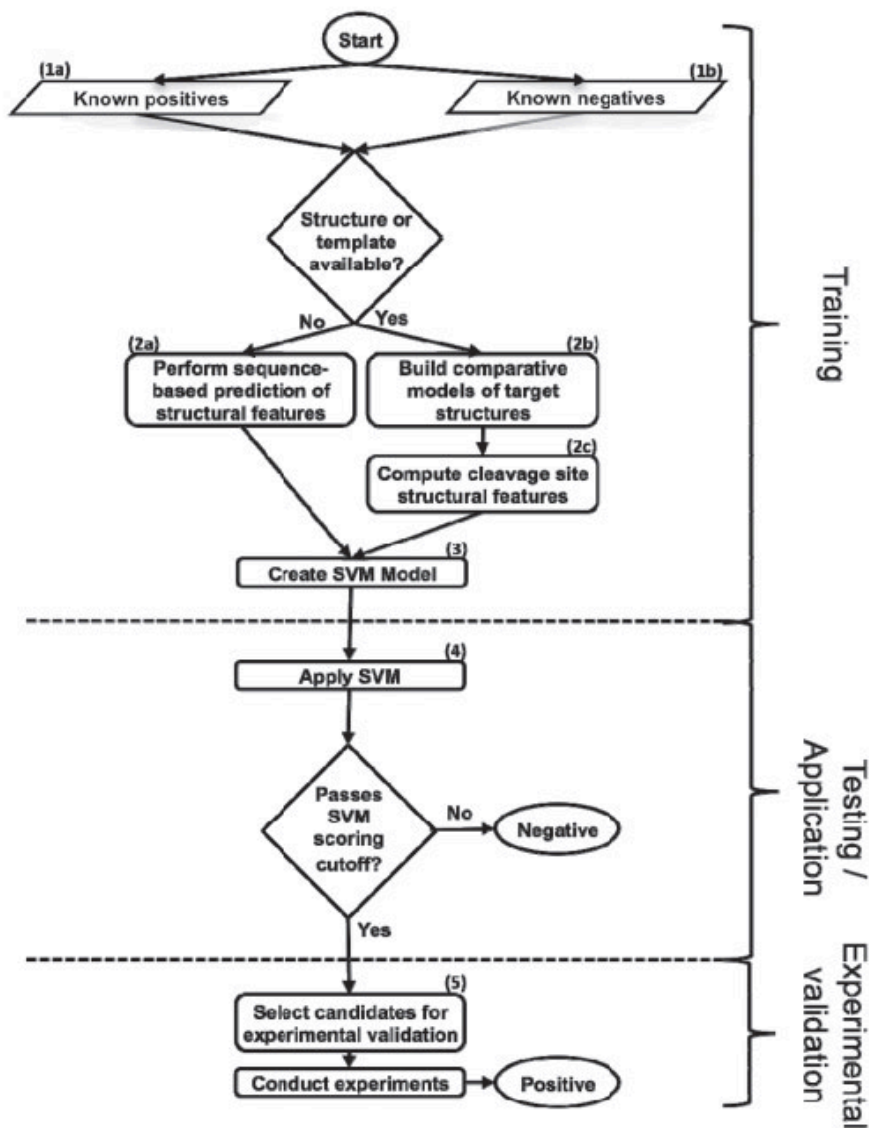 Start
(1a)
(1b)
Known positives
Known negatives
Structure or
template
available?
No
Yes
(2a)
(2b)
Perform sequence-
based prediction of
structural features
Build comparative
models of target
structures
(2c)
Compute cleavage site
structural features
(3)
Create SVM Model
Training
(4)
Apply SVM
Passes
SVM
scoring
cutoff?
No
Negative
Yes
Testing /
Application
(5)
Select candidates for
experimental validation
Conduct experiments
Positive
Experimental
validation